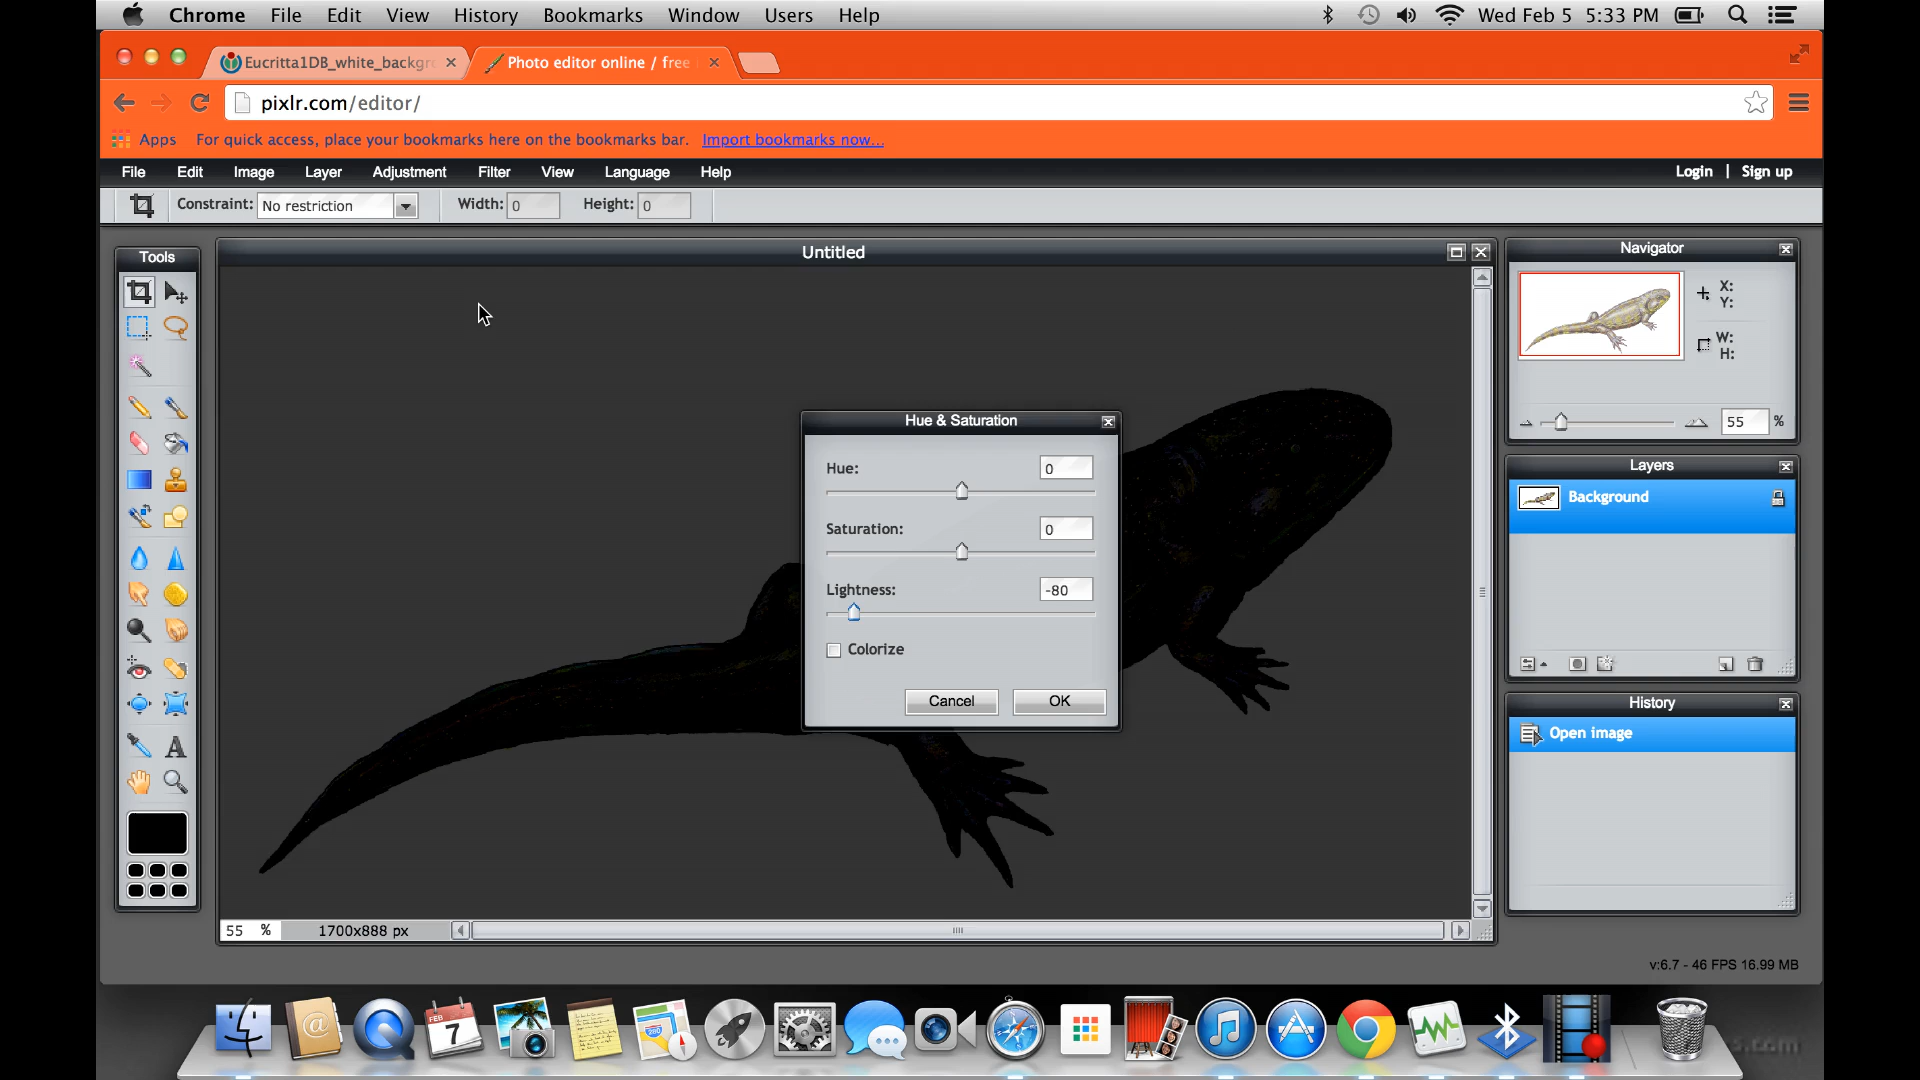 Chrome File Edit View History Bookmarks Window Users Help Wed Feb 5 5:33 PM
Eucritta1DB_white_backgr Photo editor online / free
pixlr.com/editor/
Apps For quick access, place your bookmarks here on the bookmarks bar. Import bookmarks now...
File Edit Image Layer Adjustment Filter View Language Help Login | Sign up
Constraint: No restriction Width: 0 Height: 0
Tools
Untitled
Navigator
X:
Y:
W:
H:
55 %
Hue & Saturation
Hue: 0
Saturation: 0
Lightness: -80
Colorize
Cancel OK
Layers
Background
History
Open image
55 % 1700x888 px
v:6.7 - 46 FPS 16.99 MB
FEB
7
280
s.com